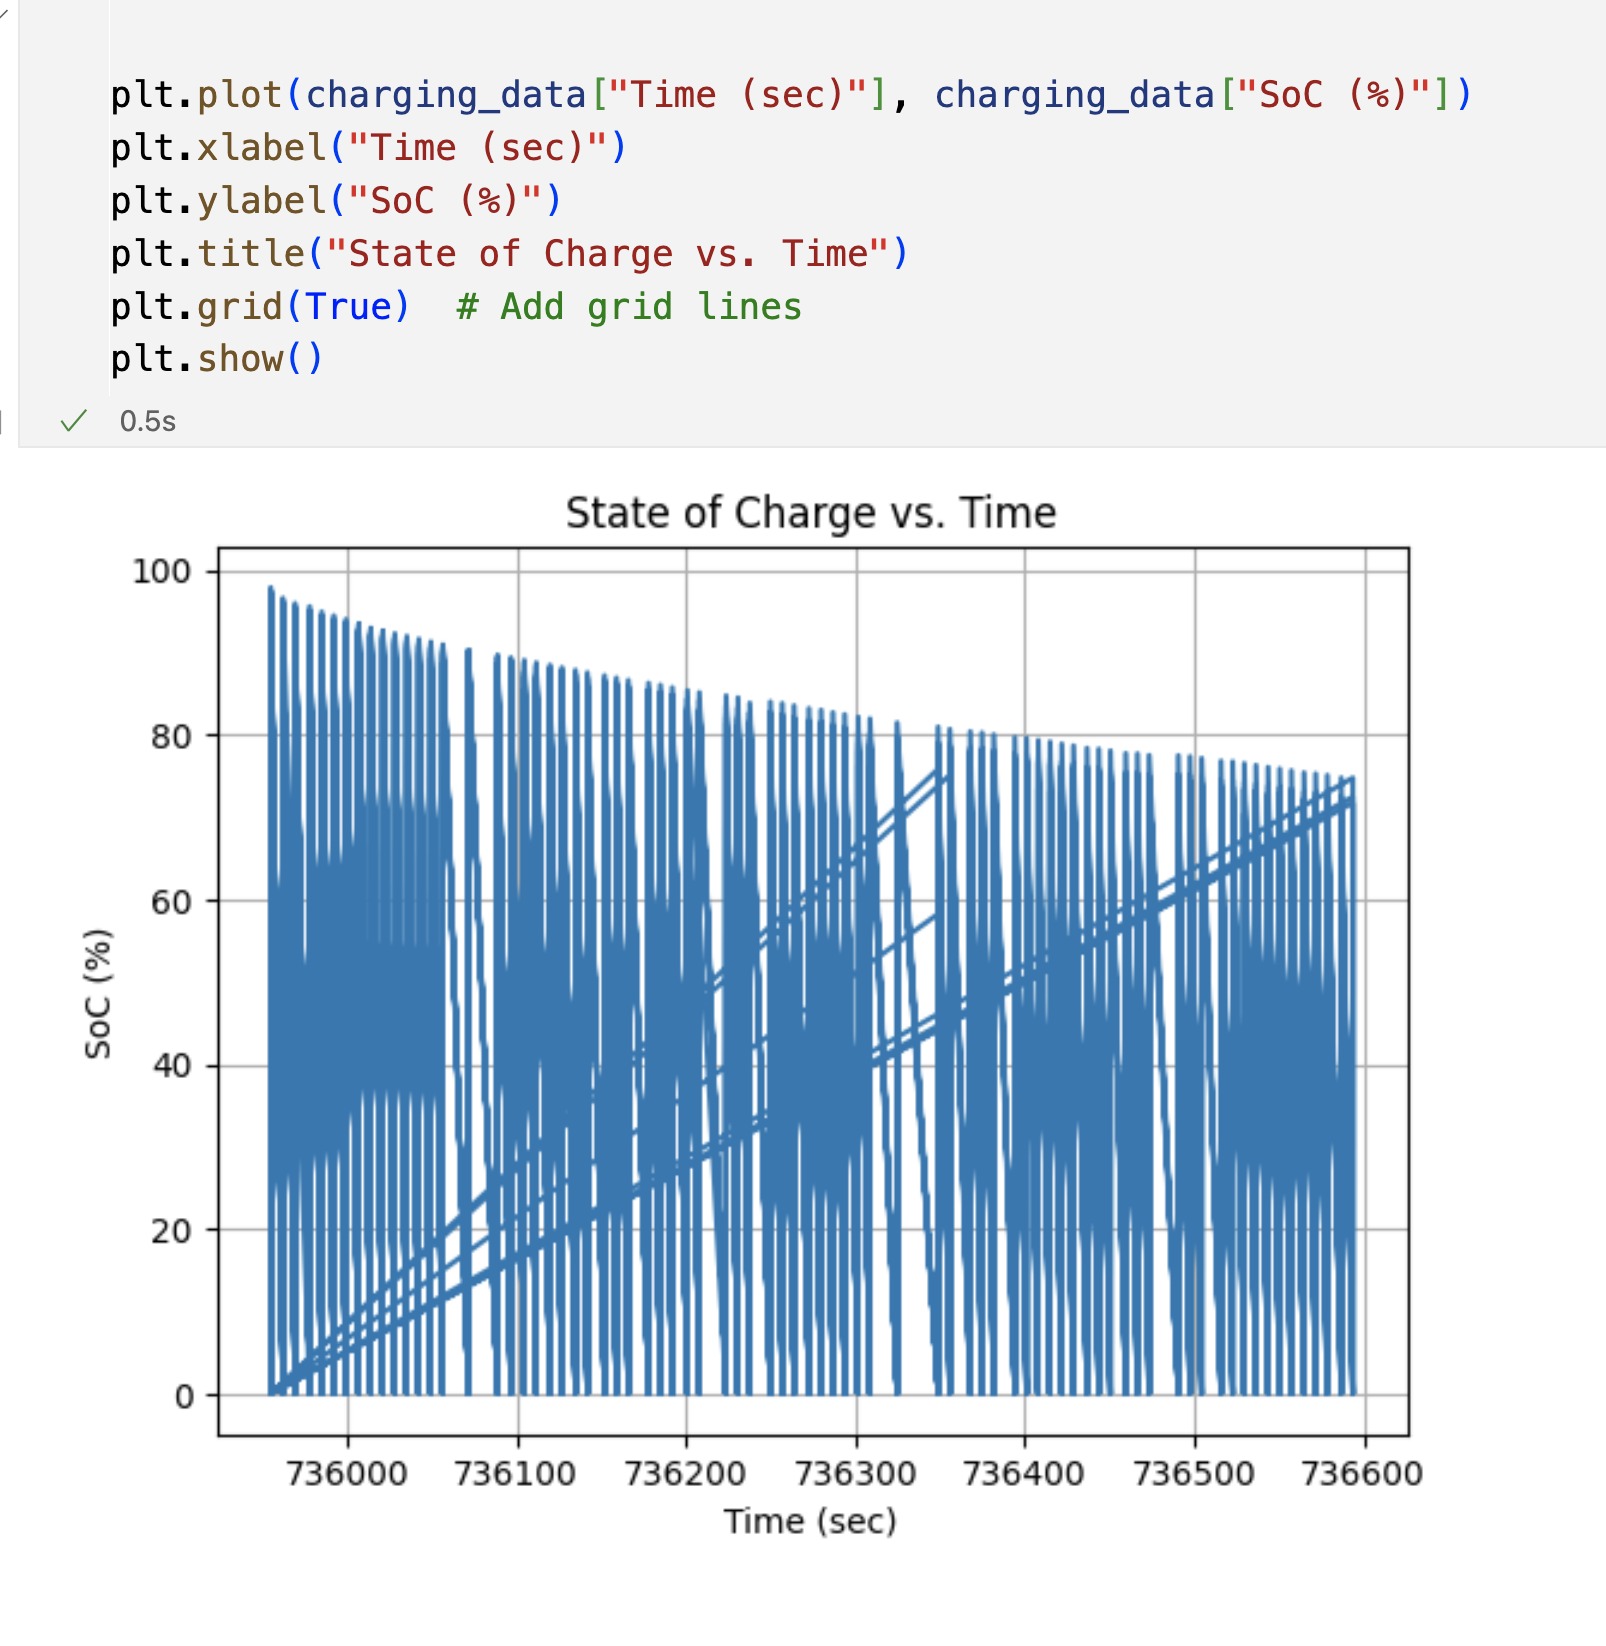 plt.plot(charging_data["Time (sec)"], charging_data["SoC (%)"])
plt.xlabel("Time (sec)")
plt.ylabel("SoC (%)")
plt.title("State of Charge vs. Time")
plt.grid(True)  # Add grid lines
plt.show()
0.5s
State of Charge vs. Time
100
80
60
40
20
0
SoC (%)
736000 736100 736200 736300 736400 736500 736600
Time (sec)